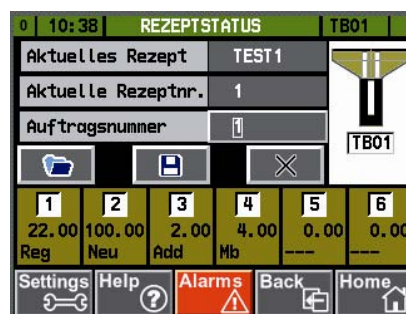 0 10:38 REZEPTSTATUS TB01
Aktuelles Rezept TEST1
Aktuelle Rezeptnr. 1
Auftragsnummer 1
TB01
1 2 3 4 5 6
22.00 100.00 2.00 4.00 0.00 0.00
Reg Neu Add Mb --- ---
Settings Help ? Alarms Back Home